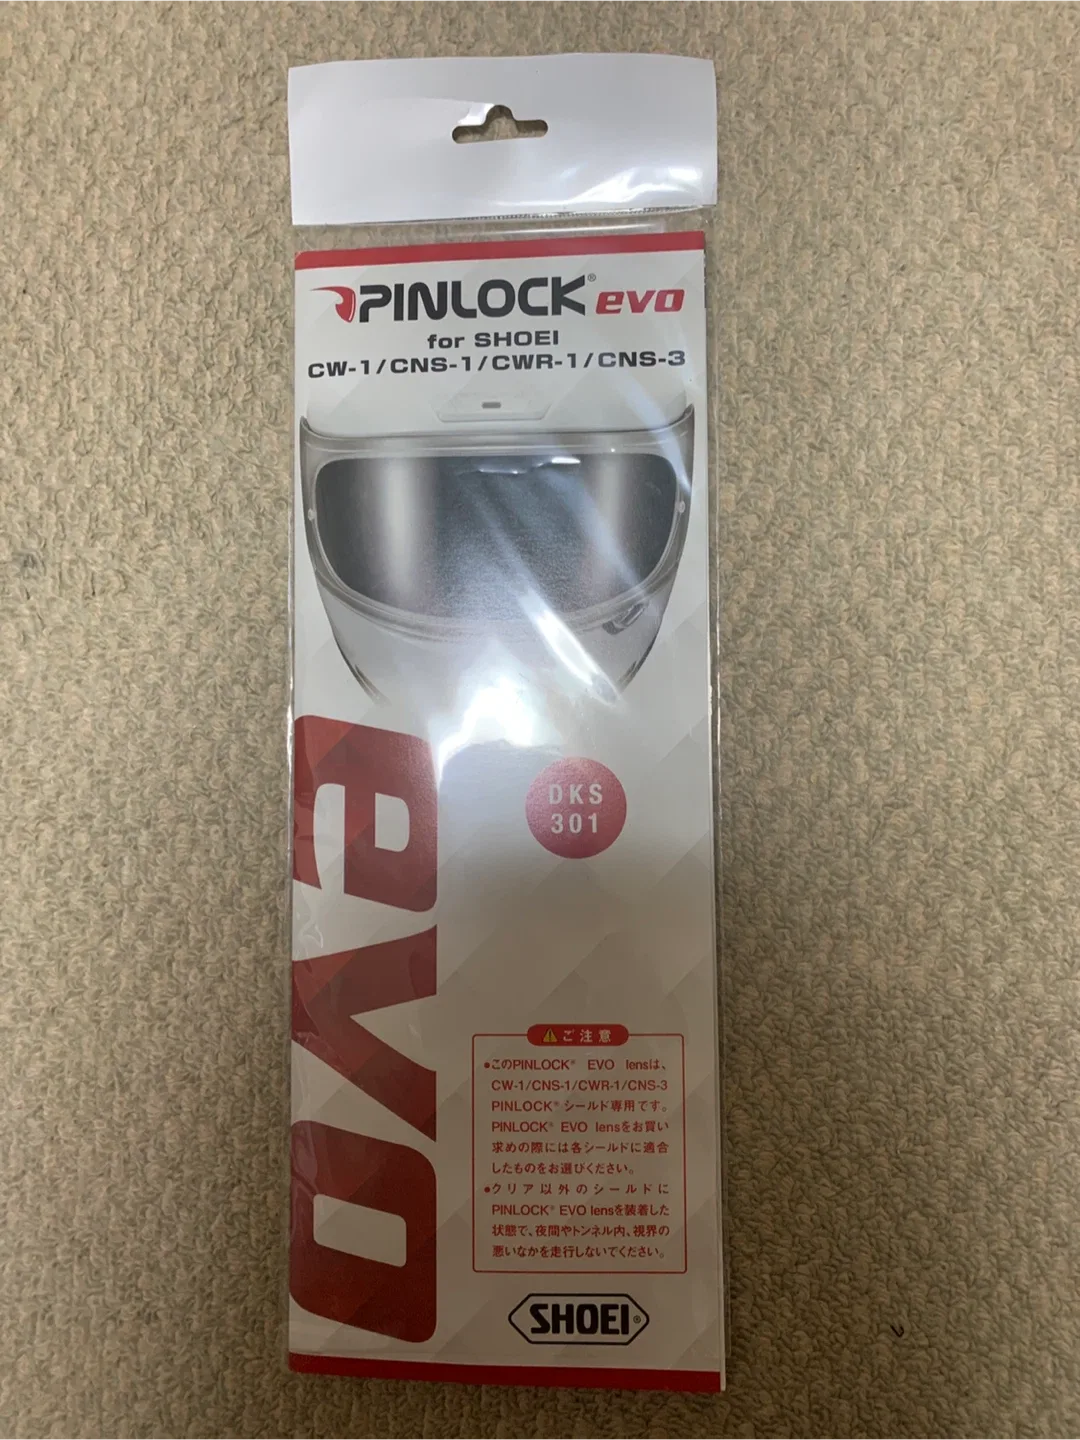 PINLOCK® evo
for SHOEI
CW-1/CNS-1/CWR-1/CNS-3
evo
DKS
301
ご注意
●このPINLOCK® EVO lensは、
CW-1/CNS-1/CWR-1/CNS-3
PINLOCK®シールド専用です。
PINLOCK® EVO lensをお買い
求めの際には各シールドに適合
したものをお選びください。
●クリア以外のシールドに
PINLOCK® EVO lensを装着した
状態で、夜間やトンネル内、視界の
悪いなかを走行しないでください。
SHOEI®